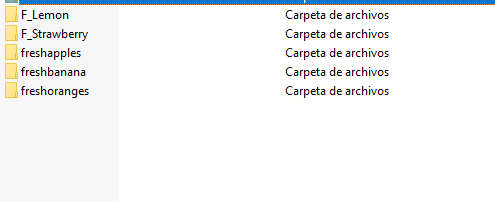 F_Lemon Carpeta de archivos
F_Strawberry Carpeta de archivos
freshapples Carpeta de archivos
freshbanana Carpeta de archivos
freshoranges Carpeta de archivos